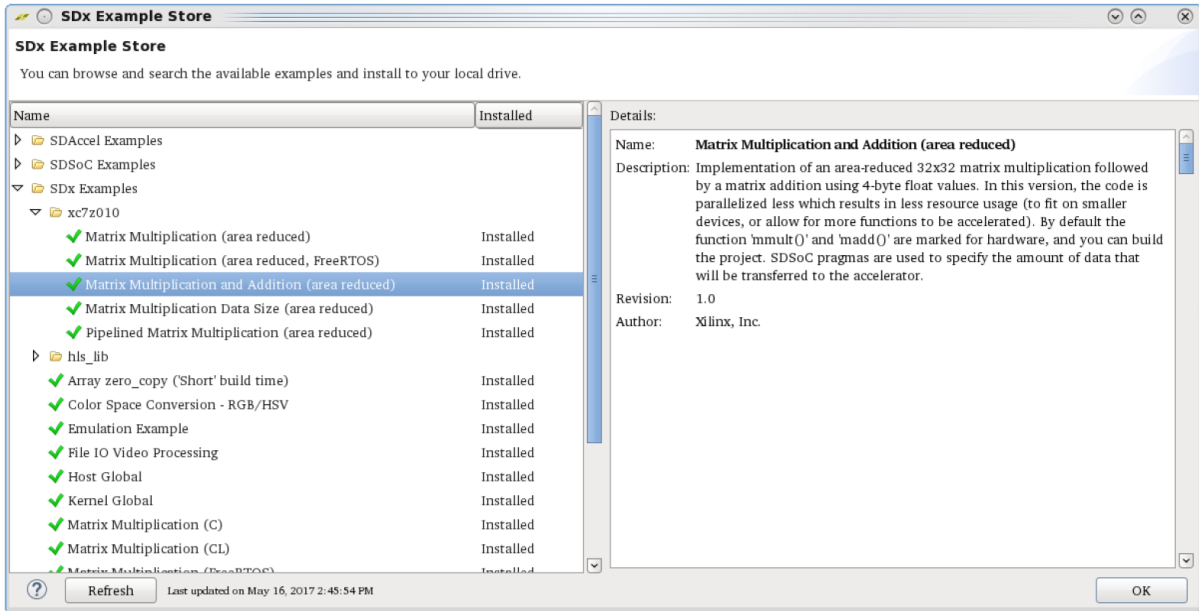 SDx Example Store
SDx Example Store
You can browse and search the available examples and install to your local drive.
Name Installed
SDAccel Examples
SDSoC Examples
SDx Examples
xc7z010
Matrix Multiplication (area reduced) Installed
Matrix Multiplication (area reduced, FreeRTOS) Installed
Matrix Multiplication and Addition (area reduced) Installed
Matrix Multiplication Data Size (area reduced) Installed
Pipelined Matrix Multiplication (area reduced) Installed
hls_lib
Array zero_copy ('Short' build time) Installed
Color Space Conversion - RGB/HSV Installed
Emulation Example Installed
File IO Video Processing Installed
Host Global Installed
Kernel Global Installed
Matrix Multiplication (C) Installed
Matrix Multiplication (CL) Installed
Matrix Multiplication (FreeRTOS) Installed
Details:
Name: Matrix Multiplication and Addition (area reduced)
Description: Implementation of an area-reduced 32x32 matrix multiplication followed
by a matrix addition using 4-byte float values. In this version, the code is
parallelized less which results in less resource usage (to fit on smaller
devices, or allow for more functions to be accelerated). By default the
function 'mmult()' and 'madd()' are marked for hardware, and you can build
the project. SDSoC pragmas are used to specify the amount of data that
will be transferred to the accelerator.
Revision: 1.0
Author: Xilinx, Inc.
? Refresh Last updated on May 16, 2017 2:45:54 PM OK